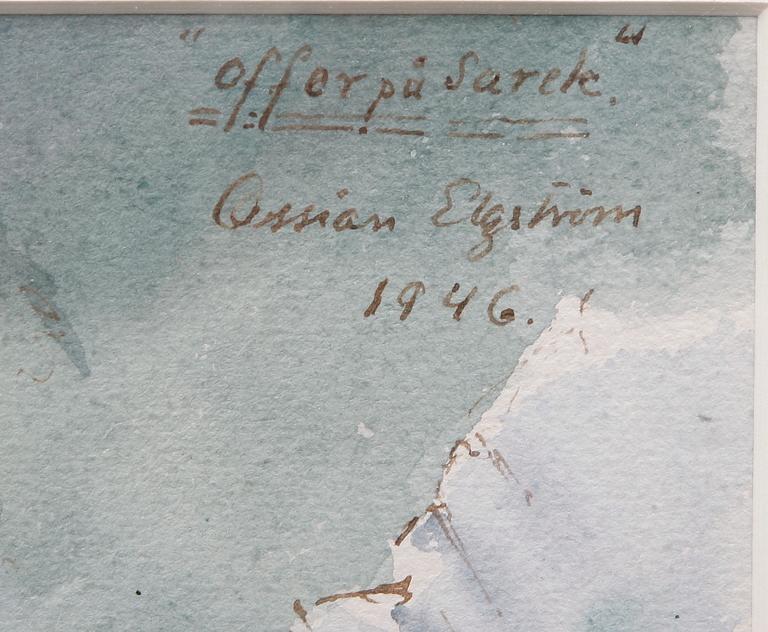 "Offer på Sarek."
Ossian Elgström
1946.